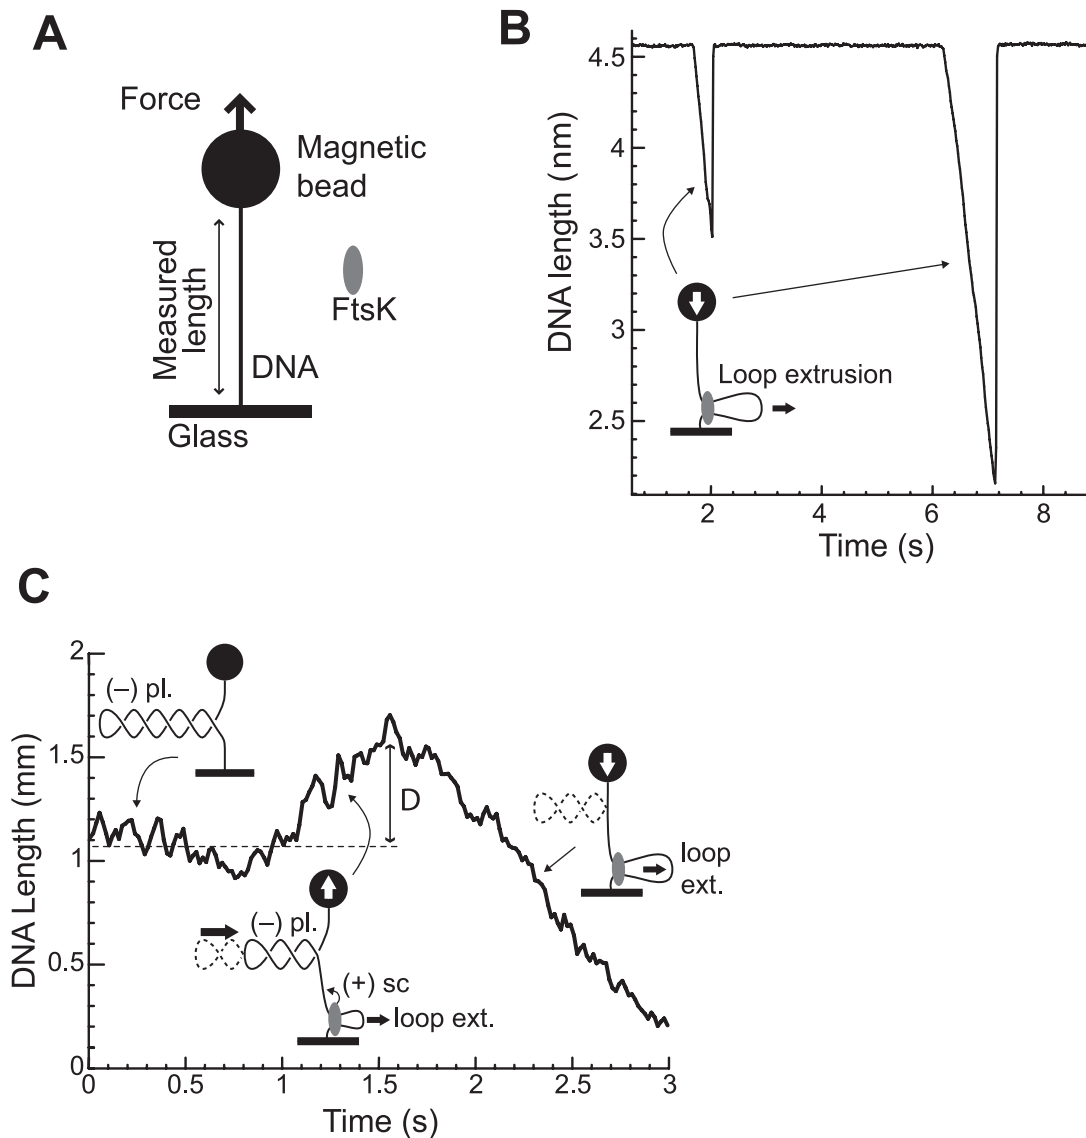 A
Force
Magnetic
bead
Measured
length
FtsK
DNA
Glass
B
DNA length (nm)
4.5
4
3.5
3
2.5
Loop extrusion
2
4
6
8
Time (s)
C
DNA Length (mm)
2
1.5
1
0.5
0
(–) pl.
D
loop
ext.
(–) pl.
(+) sc
loop ext.
0
0.5
1
1.5
2
2.5
3
Time (s)